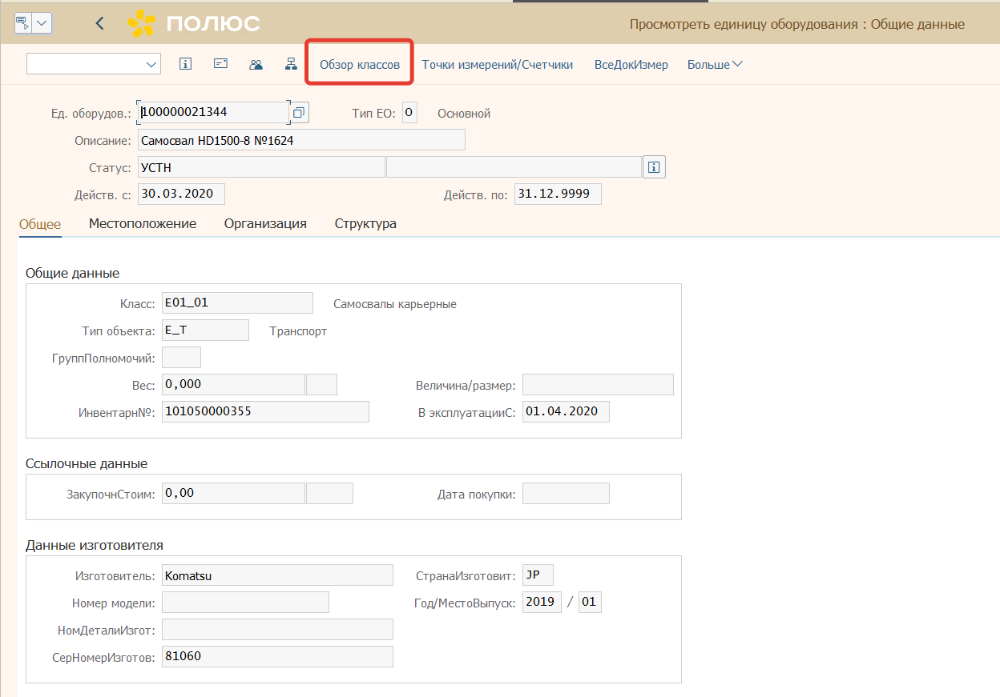 ПОЛЮС
Просмотреть единицу оборудования : Общие данные
Обзор классов Точки измерений/Счетчики ВсеДокИзмер Больше
Ед. оборудов.: 100000021344 Тип ЕО: O Основной
Описание: Самосвал HD1500-8 №1624
Статус: УСТН
Действ. с: 30.03.2020 Действ. по: 31.12.9999
Общее Местоположение Организация Структура
Общие данные
Класс: E01_01 Самосвалы карьерные
Тип объекта: E_T Транспорт
ГруппПолномочий:
Вес: 0,000 Величина/размер:
Инвентарн№: 101050000355 В эксплуатацииС: 01.04.2020
Ссылочные данные
ЗакупочнСтоим: 0,00 Дата покупки:
Данные изготовителя
Изготовитель: Komatsu СтранаИзготовит: JP
Номер модели: Год/МестоВыпуск: 2019 / 01
НомДеталиИзгот:
СерНомерИзготов: 81060